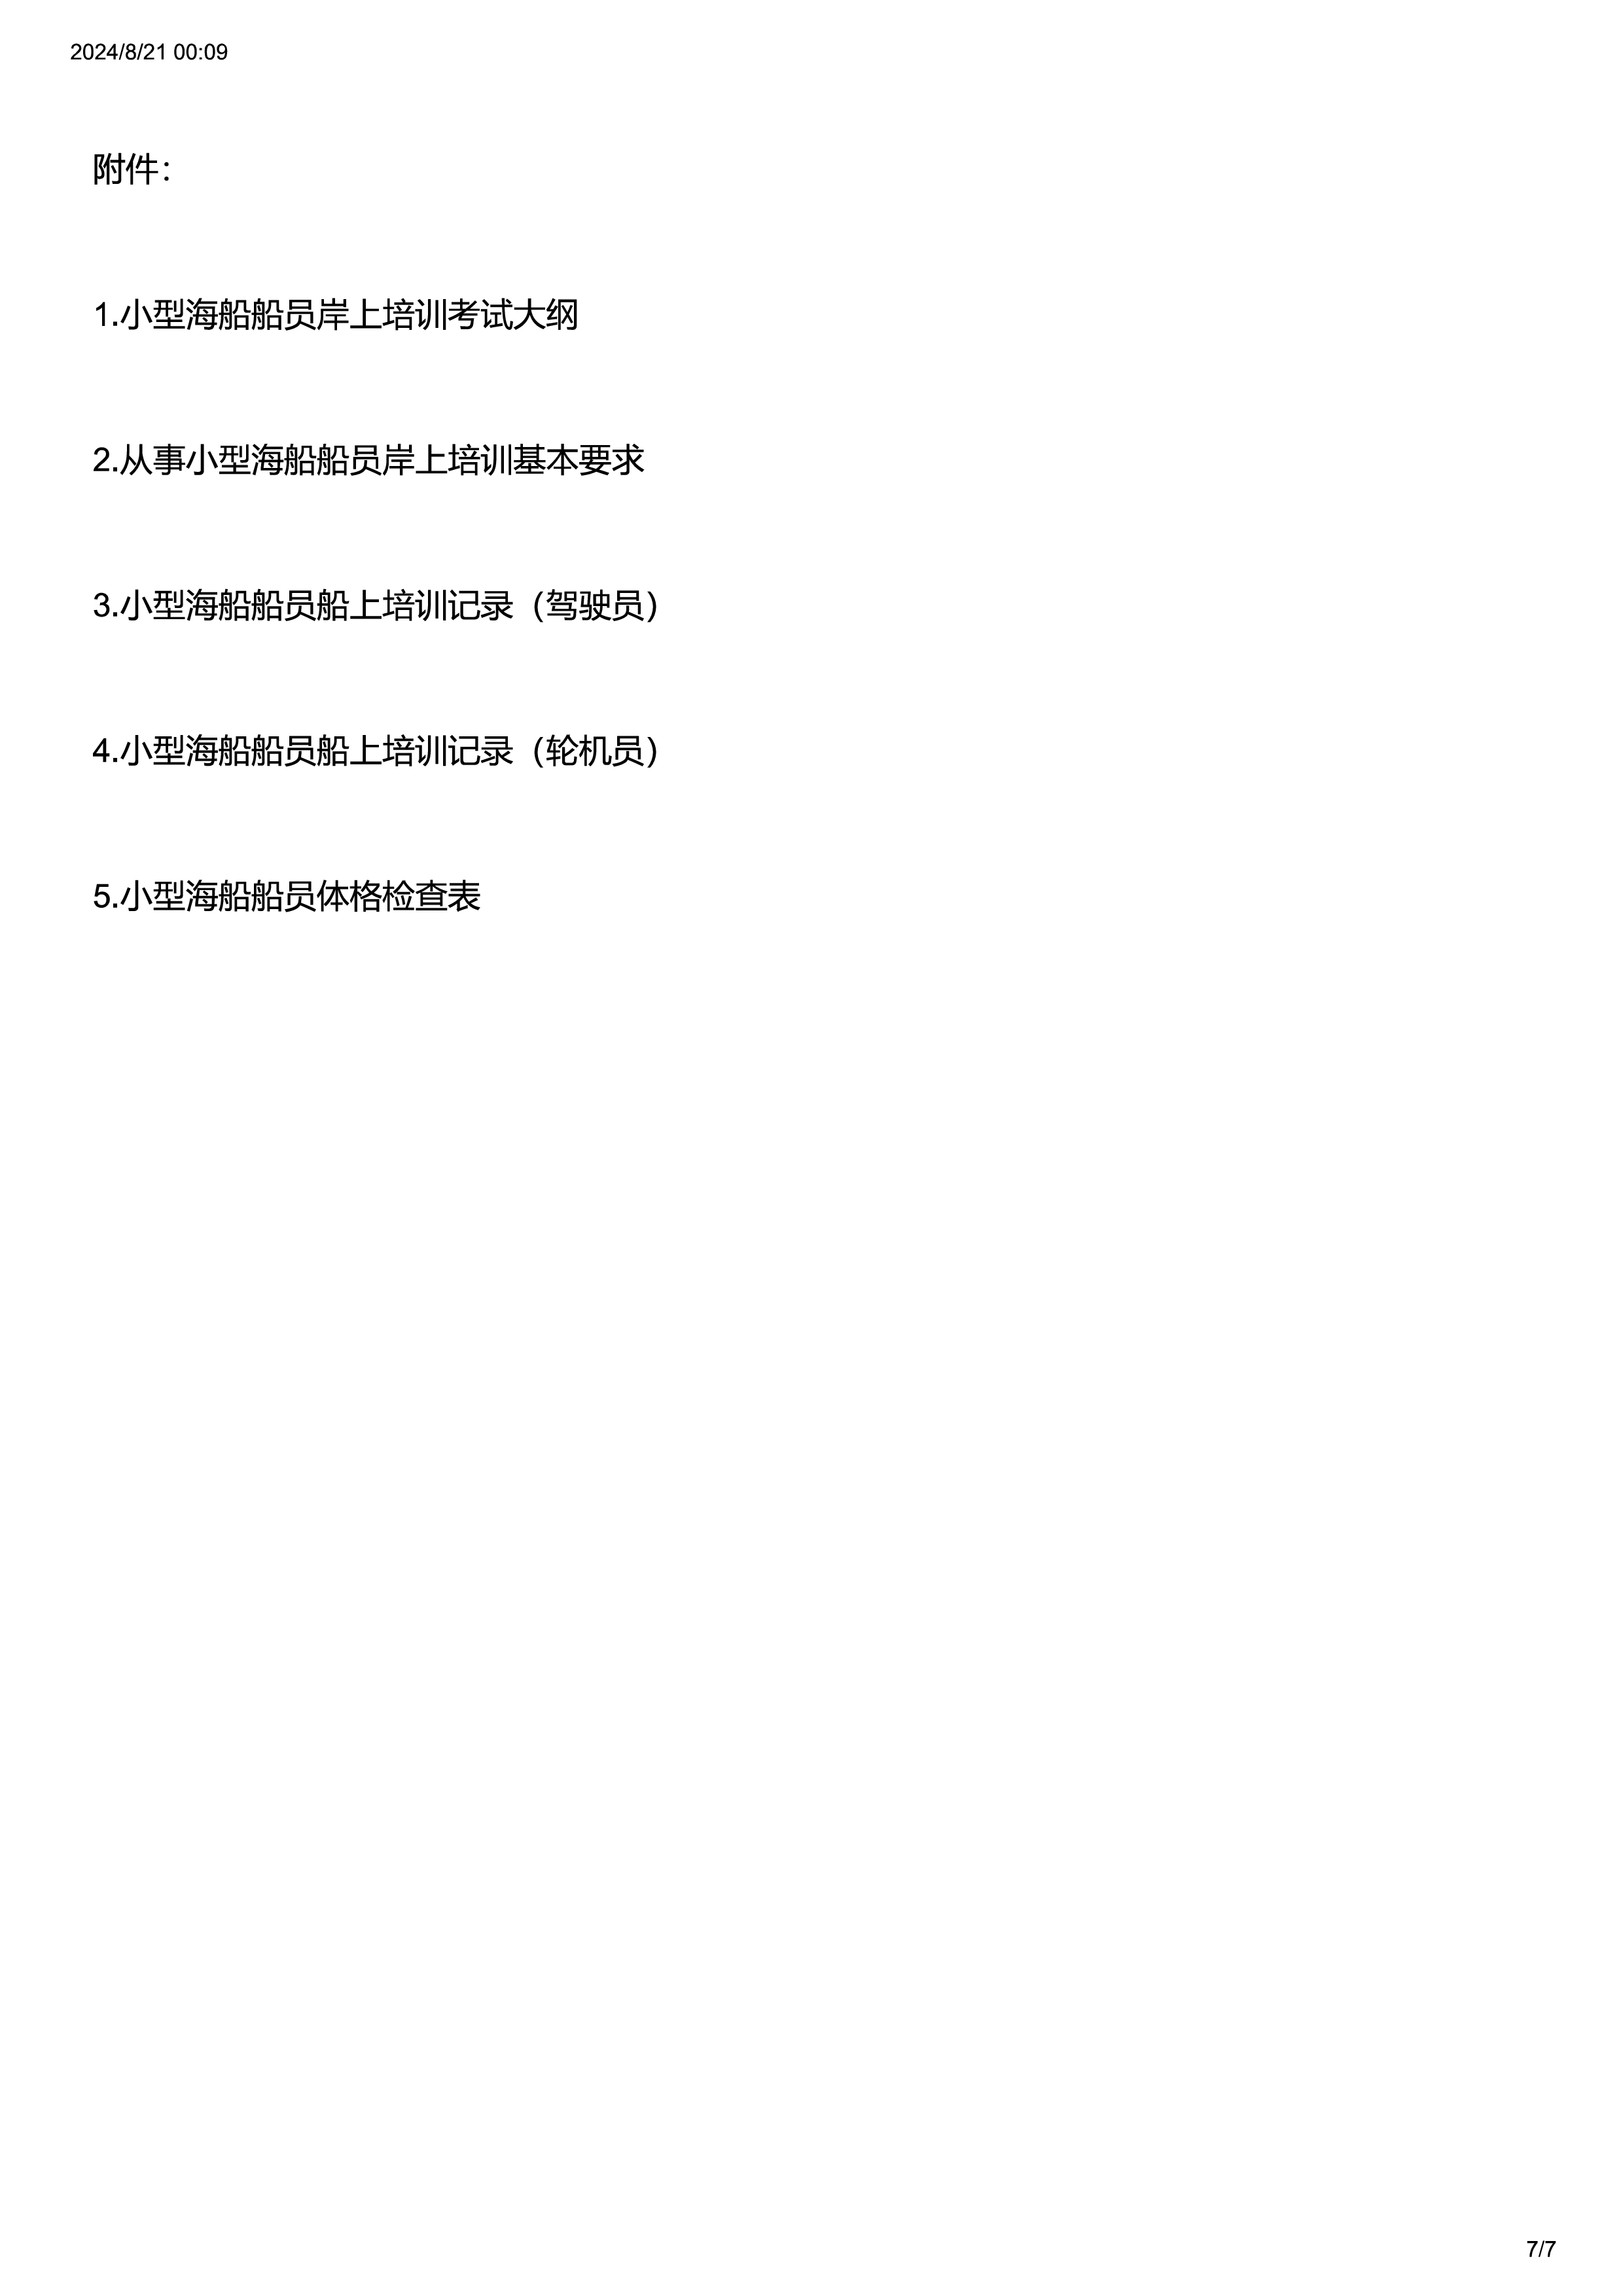 2024/8/21 00:09
附件：
1.小型海船船员岸上培训考试大纲
2.从事小型海船船员岸上培训基本要求
3.小型海船船员船上培训记录（驾驶员）
4.小型海船船员船上培训记录（轮机员）
5.小型海船船员体格检查表
7/7